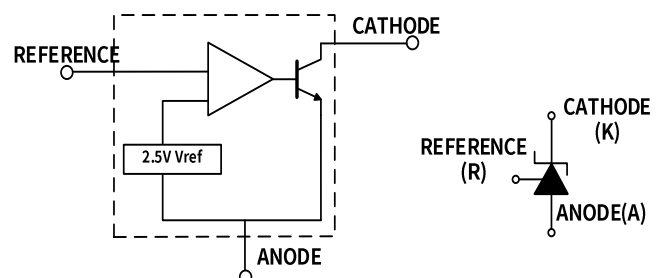 CATHODE
REFERENCE
2.5V Vref
ANODE
CATHODE
(K)
REFERENCE
(R)
ANODE(A)